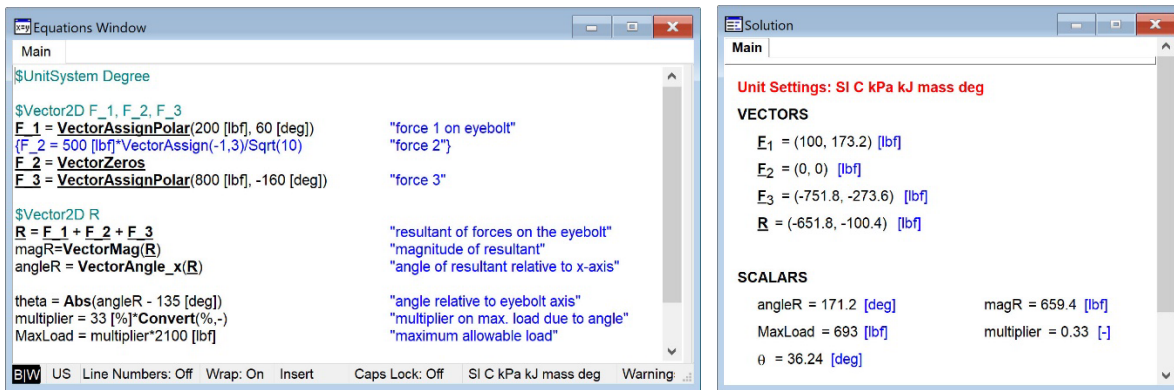 Equations Window
Main
$UnitSystem Degree
$Vector2D F_1, F_2, F_3
F_1 = VectorAssignPolar(200 [lbf], 60 [deg]) "force 1 on eyebolt"
{F_2 = 500 [lbf]*VectorAssign(-1,3)/Sqrt(10) "force 2"}
F_2 = VectorZeros
F_3 = VectorAssignPolar(800 [lbf], -160 [deg]) "force 3"
$Vector2D R
R = F_1 + F_2 + F_3 "resultant of forces on the eyebolt"
magR=VectorMag(R) "magnitude of resultant"
angleR = VectorAngle_x(R) "angle of resultant relative to x-axis"
theta = Abs(angleR - 135 [deg]) "angle relative to eyebolt axis"
multiplier = 33 [%]*Convert(%,-) "multiplier on max. load due to angle"
MaxLoad = multiplier*2100 [lbf] "maximum allowable load"
B|W US Line Numbers: Off Wrap: On Insert Caps Lock: Off SI C kPa kJ mass deg Warning
Solution
Main
Unit Settings: SI C kPa kJ mass deg
VECTORS
F1 = (100, 173.2) [lbf]
F2 = (0, 0) [lbf]
F3 = (-751.8, -273.6) [lbf]
R = (-651.8, -100.4) [lbf]
SCALARS
angleR = 171.2 [deg] magR = 659.4 [lbf]
MaxLoad = 693 [lbf] multiplier = 0.33 [-]
θ = 36.24 [deg]